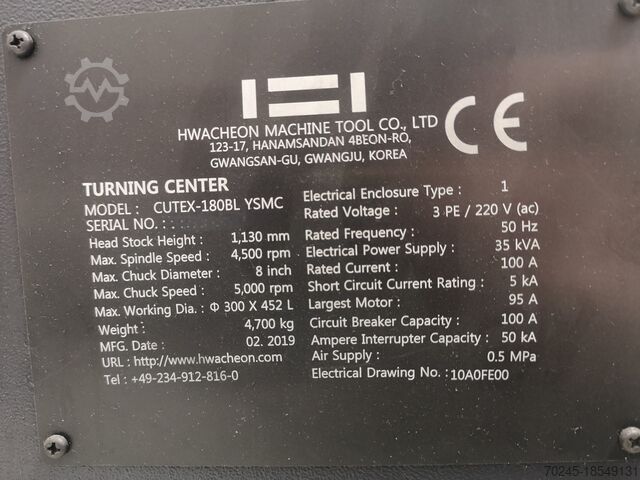 HWACHEON MACHINE TOOL CO., LTD
123-17, HANAMSANDAN 4BEON-RO,
GWANGSAN-GU, GWANGJU, KOREA
CE
TURNING CENTER
MODEL : CUTEX-180BL YSMC
SERIAL NO. :
Head Stock Height : 1,130 mm
Max. Spindle Speed : 4,500 rpm
Max. Chuck Diameter : 8 inch
Max. Chuck Speed : 5,000 rpm
Max. Working Dia. : Φ 300 X 452 L
Weight : 4,700 kg
MFG. Date : 02. 2019
URL : http://www.hwacheon.com
Tel : +49-234-912-816-0
Electrical Enclosure Type : 1
Rated Voltage : 3 PE / 220 V (ac)
Rated Frequency : 50 Hz
Electrical Power Supply : 35 kVA
Rated Current : 100 A
Short Circuit Current Rating : 5 kA
Largest Motor : 95 A
Circuit Breaker Capacity : 100 A
Ampere Interrupter Capacity : 50 kA
Air Supply : 0.5 MPa
Electrical Drawing No. : 10A0FE00
70245-18549131